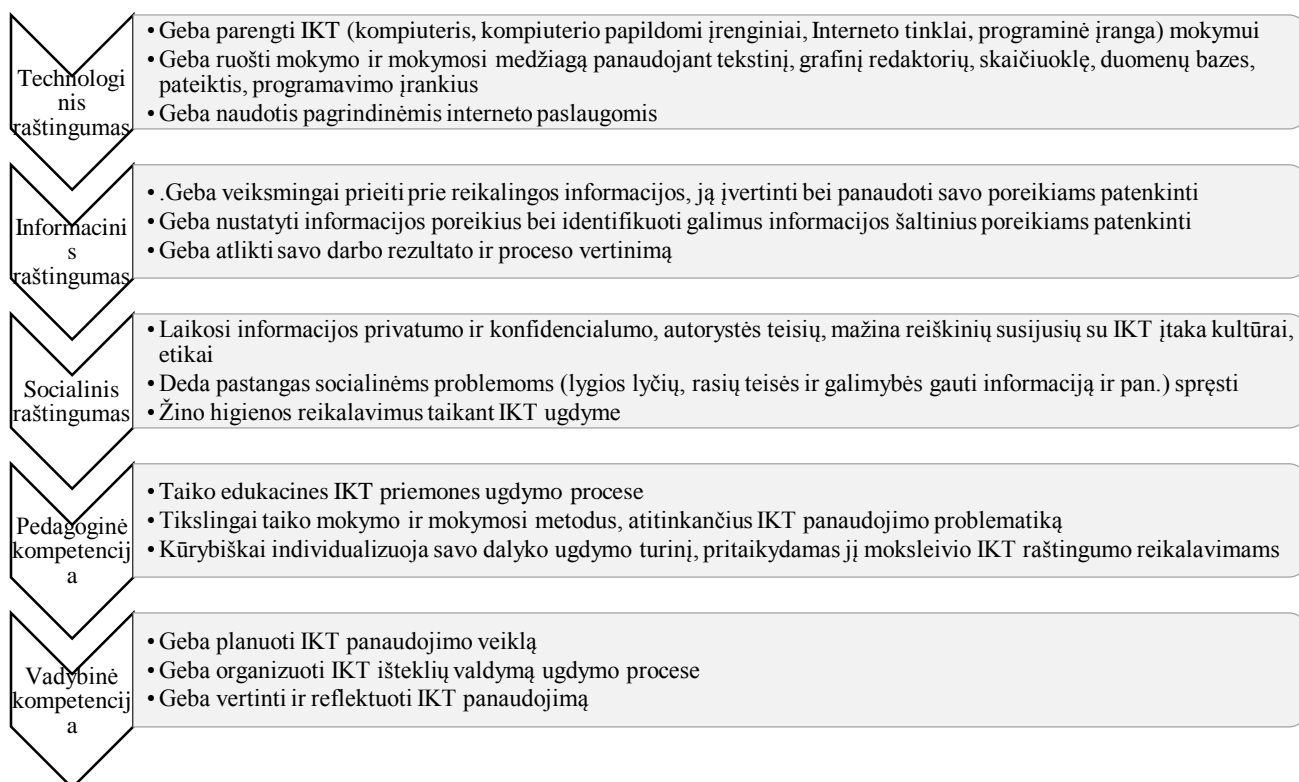 Technologi
nis
raštingumas
• Geba parengti IKT (kompiuteris, kompiuterio papildomi įrenginiai, Interneto tinklai, programinė įranga) mokymui
• Geba ruošti mokymo ir mokymosi medžiagą panaudojant tekstinį, grafinį redaktorių, skaičiuoklę, duomenų bazes,
pateiktis, programavimo įrankius
• Geba naudotis pagrindinėmis interneto paslaugomis
Informacini
s
raštingumas
• .Geba veiksmingai prieiti prie reikalingos informacijos, ją įvertinti bei panaudoti savo poreikiams patenkinti
• Geba nustatyti informacijos poreikius bei identifikuoti galimus informacijos šaltinius poreikiams patenkinti
• Geba atlikti savo darbo rezultato ir proceso vertinimą
Socialinis
raštingumas
• Laikosi informacijos privatumo ir konfidencialumo, autorystės teisių, mažina reiškinių susijusių su IKT įtaka kultūrai,
etikai
• Deda pastangas socialinėms problemoms (lygios lyčių, rasių teisės ir galimybės gauti informaciją ir pan.) spręsti
• Žino higienos reikalavimus taikant IKT ugdyme
Pedagoginė
kompetencij
a
• Taiko edukacines IKT priemones ugdymo procese
• Tikslingai taiko mokymo ir mokymosi metodus, atitinkančius IKT panaudojimo problematiką
• Kūrybiškai individualizuoja savo dalyko ugdymo turinį, pritaikydamas jį moksleivio IKT raštingumo reikalavimams
Vadybinė
kompetencij
a
• Geba planuoti IKT panaudojimo veiklą
• Geba organizuoti IKT išteklių valdymą ugdymo procese
• Geba vertinti ir reflektuoti IKT panaudojimą